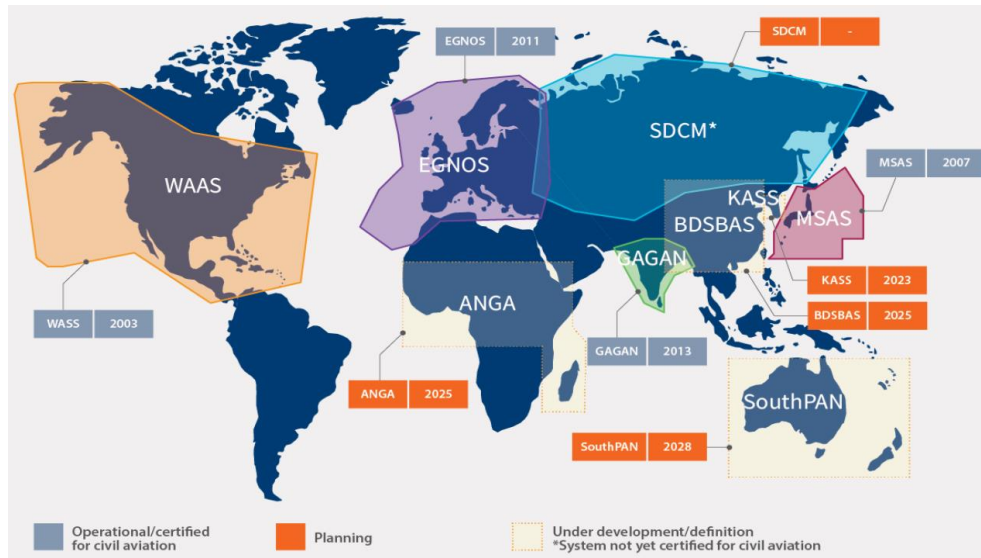 EGNOS 2011
SDCM -
SDCM*
WAAS
EGNOS
MSAS 2007
KASS
BDSBAS
MSAS
GAGAN
KASS 2023
ANGA
WASS 2003
BDSBAS 2025
GAGAN 2013
ANGA 2025
SouthPAN
SouthPAN 2028
Operational/certified
for civil aviation
Planning
Under development/definition
*System not yet certified for civil aviation